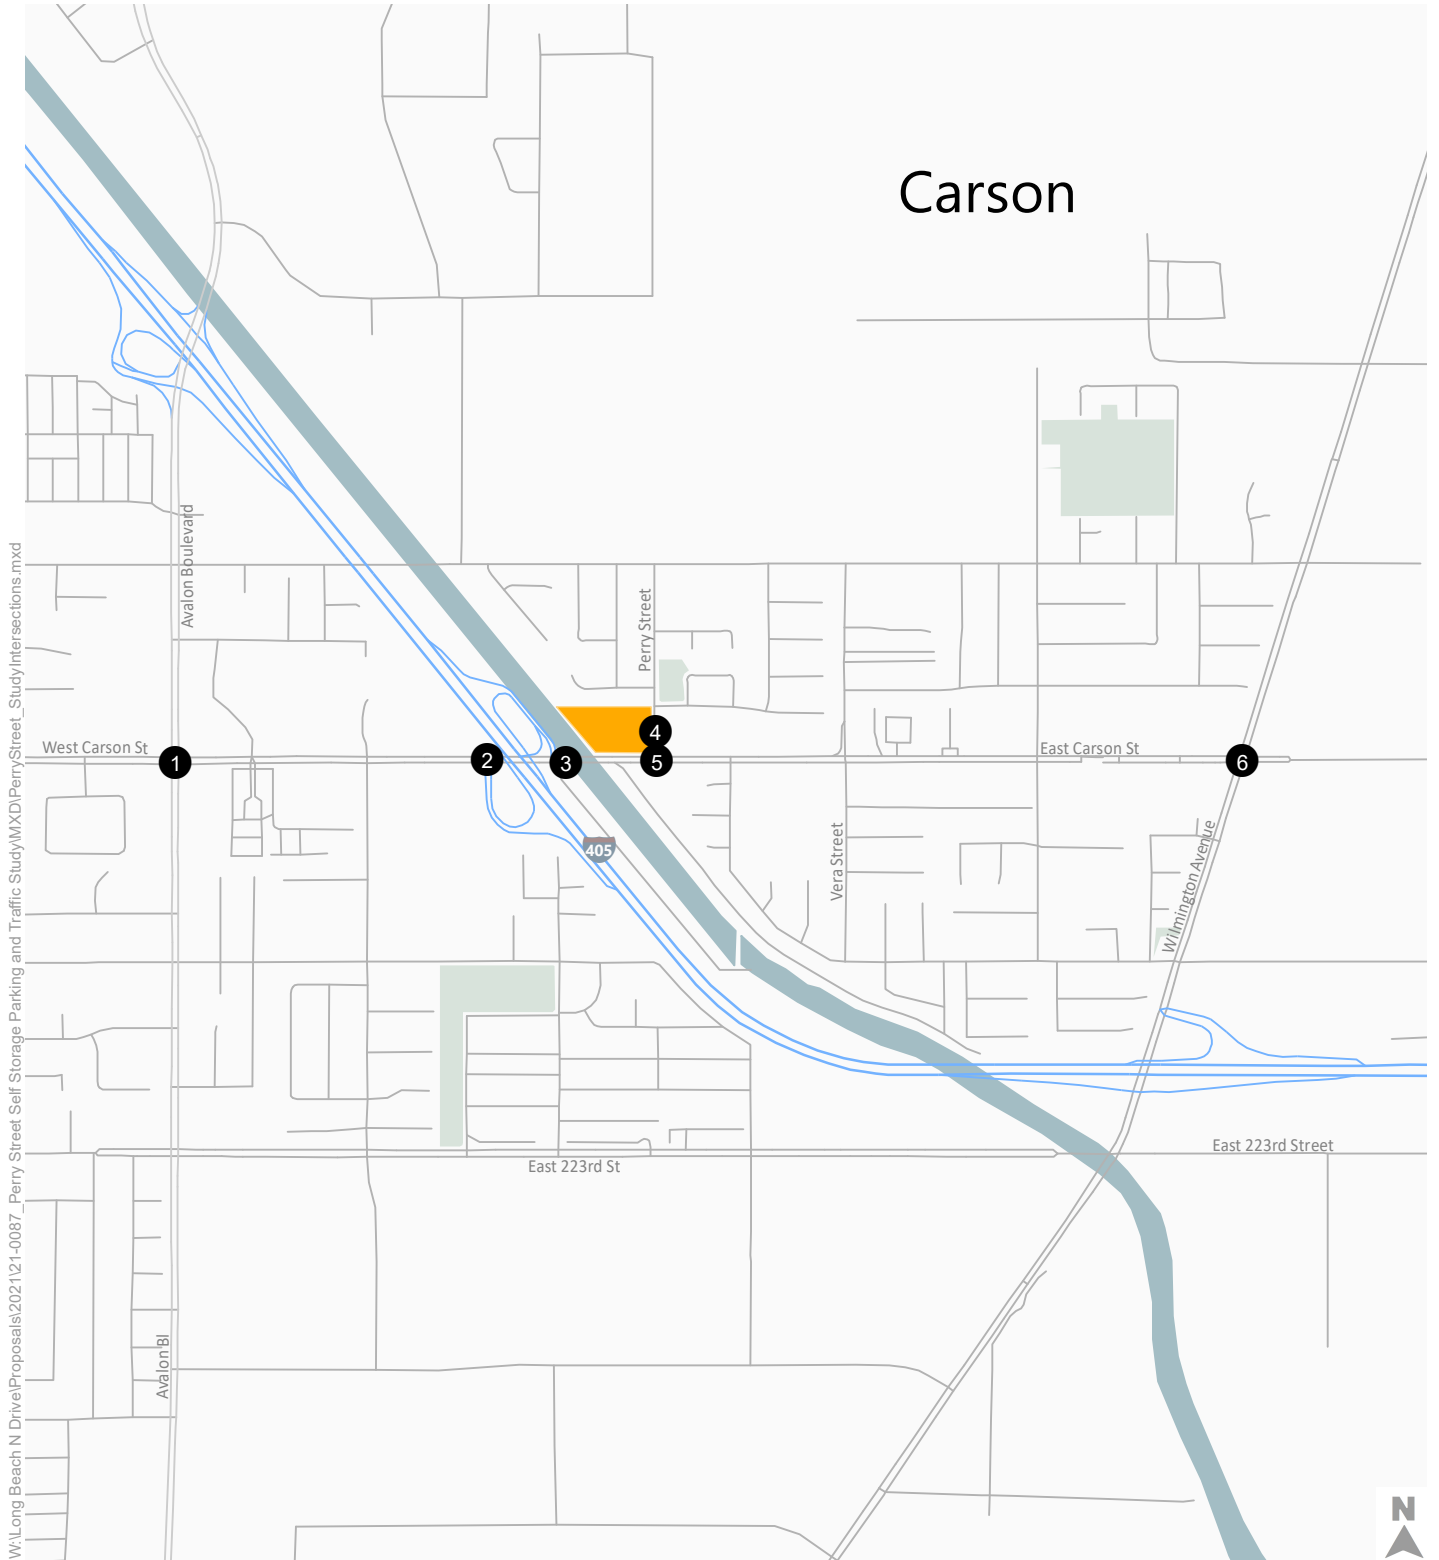 Carson
Avalon Boulevard
Perry Street
4
West Carson St
East Carson St
1
2
3
5
6
405
Vera Street
Wilmington Avenue
East 223rd Street
East 223rd St
Avalon Bl
N
W:\Long Beach N Drive\Proposals\2021\21-0087_Perry Street Self Storage Parking and Traffic Study\MXD\PerryStreet_StudyIntersections.mxd